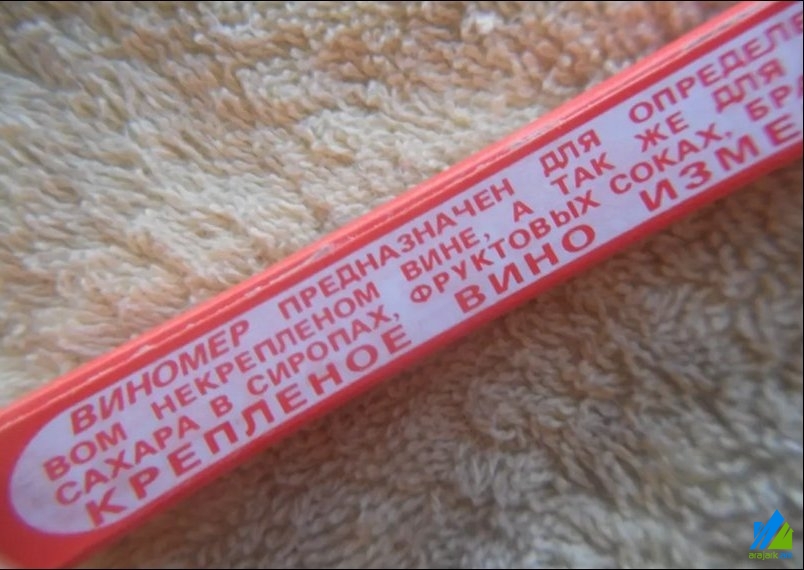 ВИНОМЕР ПРЕДНАЗНАЧЕН ДЛЯ ОПРЕДЕЛЕ
ВОМ НЕКРЕПЛЕНОМ ВИНЕ, А ТАК ЖЕ ДЛЯ
САХАРА В СИРОПАХ, ФРУКТОВЫХ СОКАХ, БРА
КРЕПЛЕНОЕ ВИНО ИЗМЕ